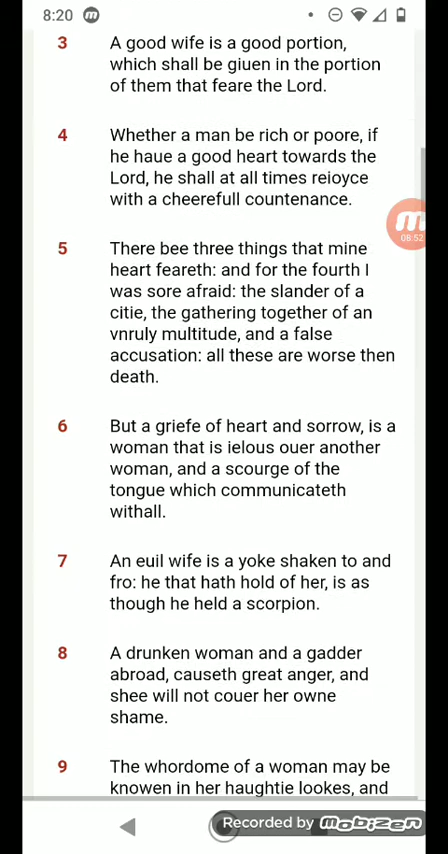 8:20
3 A good wife is a good portion,
which shall be giuen in the portion
of them that feare the Lord.
4 Whether a man be rich or poore, if
he haue a good heart towards the
Lord, he shall at all times reioyce
with a cheerefull countenance.
08:52
5 There bee three things that mine
heart feareth: and for the fourth I
was sore afraid: the slander of a
citie, the gathering together of an
vnruly multitude, and a false
accusation: all these are worse then
death.
6 But a griefe of heart and sorrow, is a
woman that is ielous ouer another
woman, and a scourge of the
tongue which communicateth
withall.
7 An euil wife is a yoke shaken to and
fro: he that hath hold of her, is as
though he held a scorpion.
8 A drunken woman and a gadder
abroad, causeth great anger, and
shee will not couer her owne
shame.
9 The whordome of a woman may be
knowen in her haughtie lookes, and
Recorded by mobizen